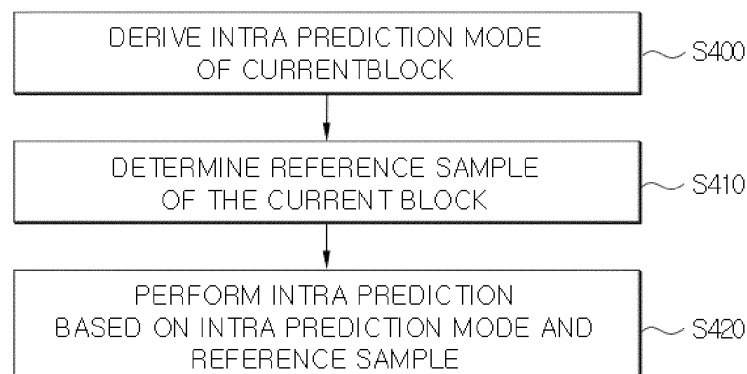 DERIVE INTRA PREDICTION MODE
OF CURRENTBLOCK
S400
DETERMINE REFERENCE SAMPLE
OF THE CURRENT BLOCK
S410
PERFORM INTRA PREDICTION
BASED ON INTRA PREDICTION MODE AND
REFERENCE SAMPLE
S420